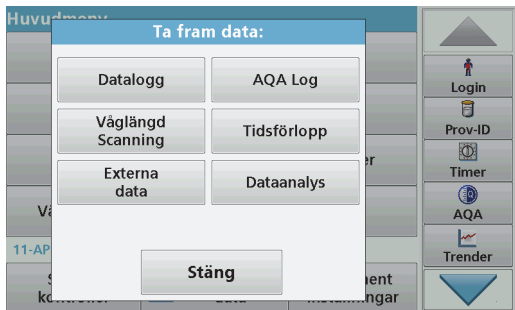 Huvudmeny
Ta fram data:
Datalogg
AQA Log
Våglängd
Scanning
Tidsförlopp
Externa
data
Dataanalys
Stäng
11-AP
Login
Prov-ID
Timer
AQA
Trender